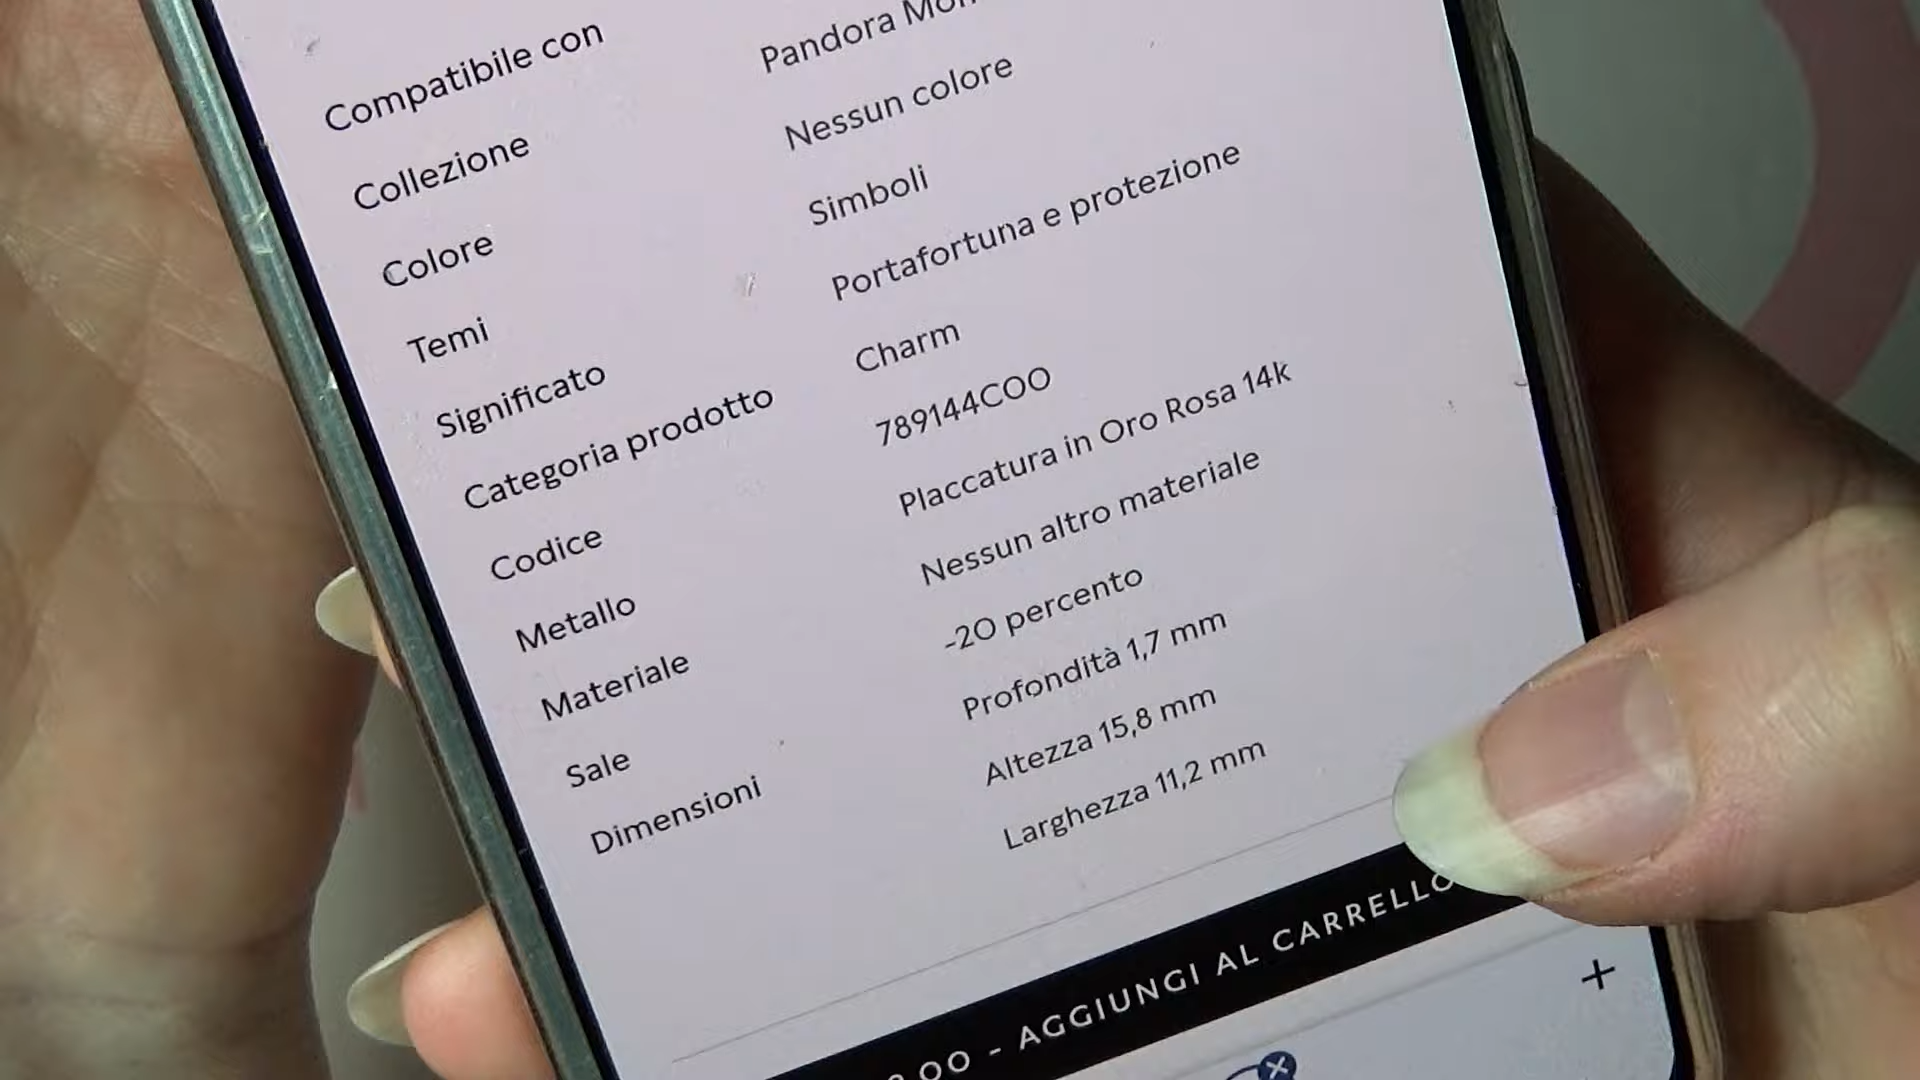 Compatibile con
Collezione Pandora
Colore Nessun colore
Temi Simboli
Significato Portafortuna e protezione
Categoria prodotto Charm
Codice 789144C00
Metallo Placcatura in Oro Rosa 14k
Materiale Nessun altro materiale
Sale -20 percento
Dimensioni Profondità 1,7 mm
Altezza 15,8 mm
Larghezza 11,2 mm
- AGGIUNGI AL CARRELLO
+